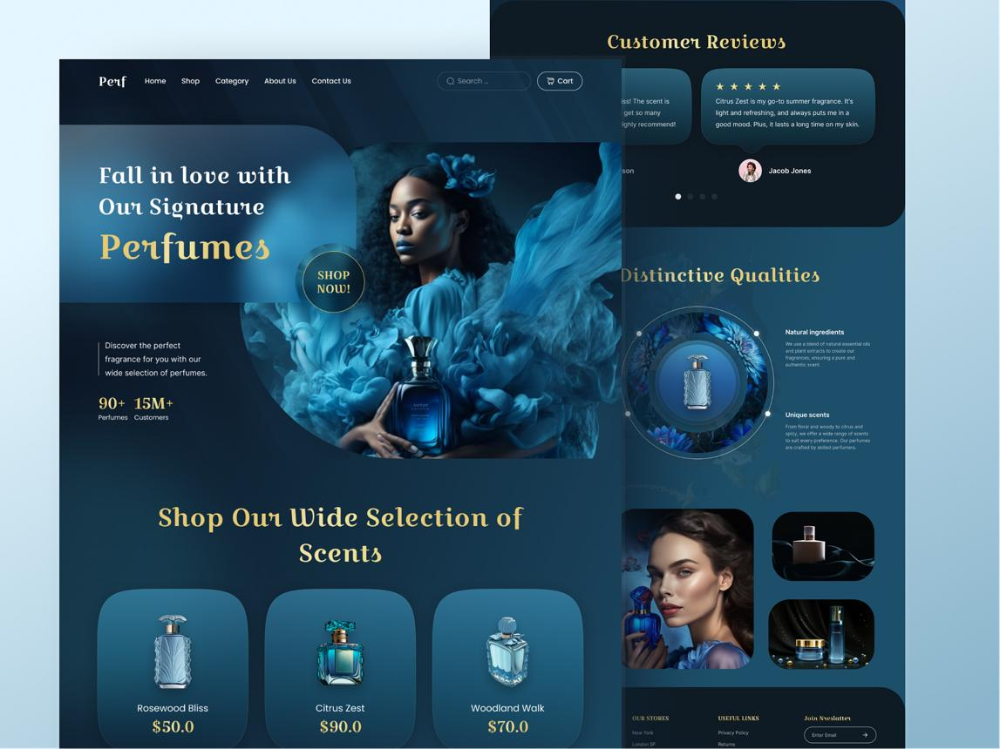 Perf
Home
Shop
Category
About Us
Contact Us
Search ...
Cart
Fall in love with
Our Signature
Perfumes
SHOP
NOW!
Discover the perfect
fragrance for you with our
wide selection of perfumes.
90+ 15M+
Perfumes Customers
Shop Our Wide Selection of
Scents
Rosewood Bliss
$50.0
Citrus Zest
$90.0
Woodland Walk
$70.0
Customer Reviews
iss! The scent is
get so many
ighly recommend!
son
Citrus Zest is my go-to summer fragrance. It's
light and refreshing, and always puts me in a
good mood. Plus, it lasts a long time on my skin.
Jacob Jones
Distinctive Qualities
Natural ingredients
We use a blend of natural essential oils
and plant extracts to create our
fragrances, ensuring a pure and
authentic scent.
Unique scents
From floral and woody to citrus and
spicy, we offer a wide range of scents
to suit every preference. Our perfumes
are crafted by skilled perfumers.
OUR STORES
New York
London SF
USEFUL LINKS
Privacy Policy
Returns
Join Nreslatter
Enter Email